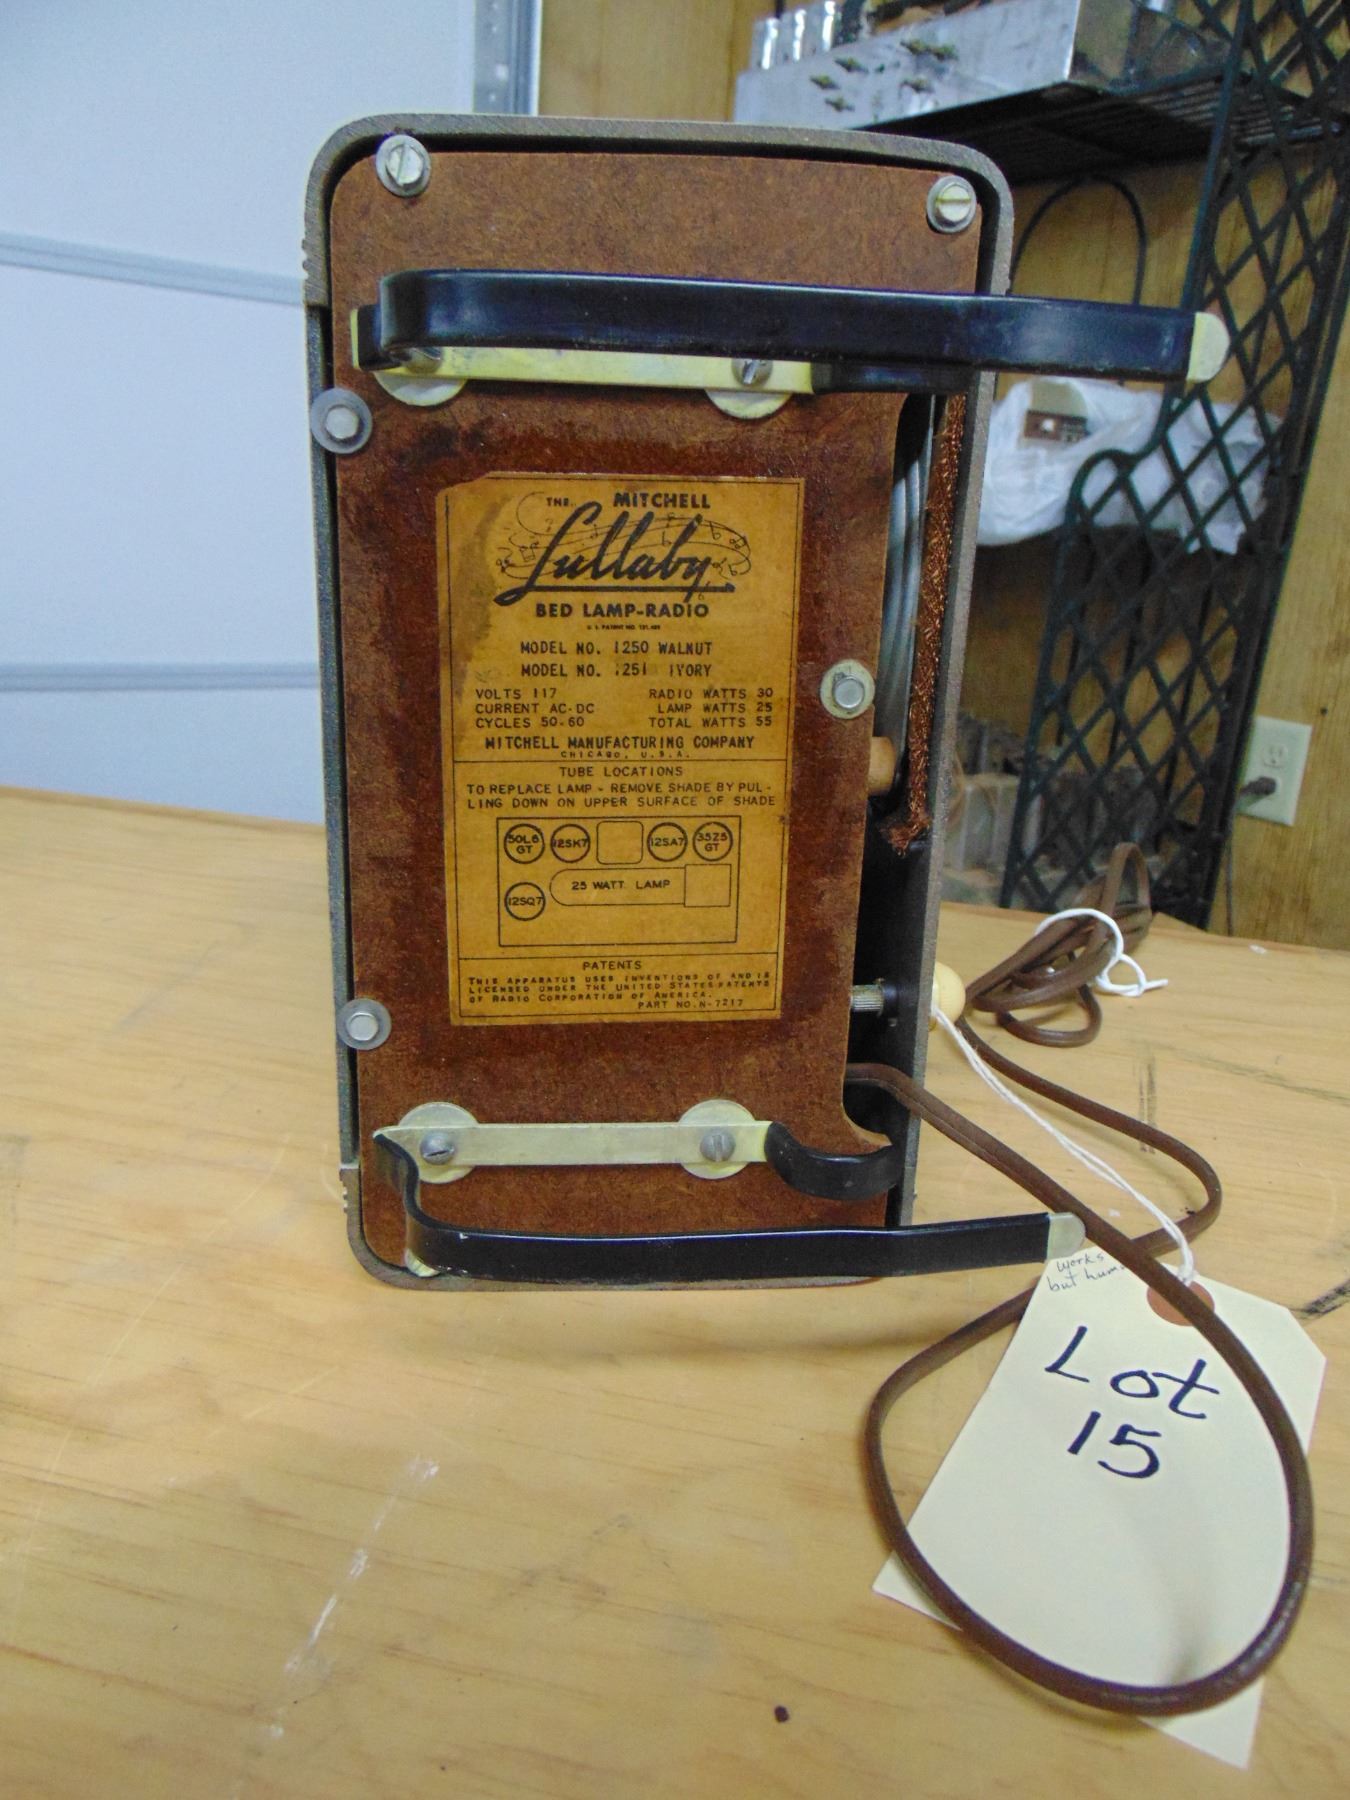 THE MITCHELL
Lullaby
BED LAMP-RADIO
U.S. PATENT NO.
MODEL NO. 1250 WALNUT
MODEL NO. 1251 IVORY
VOLTS 117 RADIO WATTS 30
CURRENT AC-DC LAMP WATTS 25
CYCLES 50-60 TOTAL WATTS 55
MITCHELL MANUFACTURING COMPANY
CHICAGO, U.S.A.
TUBE LOCATIONS
TO REPLACE LAMP - REMOVE SHADE BY PUL-
LING DOWN ON UPPER SURFACE OF SHADE
50L6 GT 12SK7 12SA7 35Z5 GT
25 WATT LAMP
12SQ7
PATENTS
THIS APPARATUS USES INVENTIONS OF AND IS
LICENSED UNDER THE UNITED STATES PATENTS
OF RADIO CORPORATION OF AMERICA.
PART NO. N-7217
Works
but hum
Lot
15